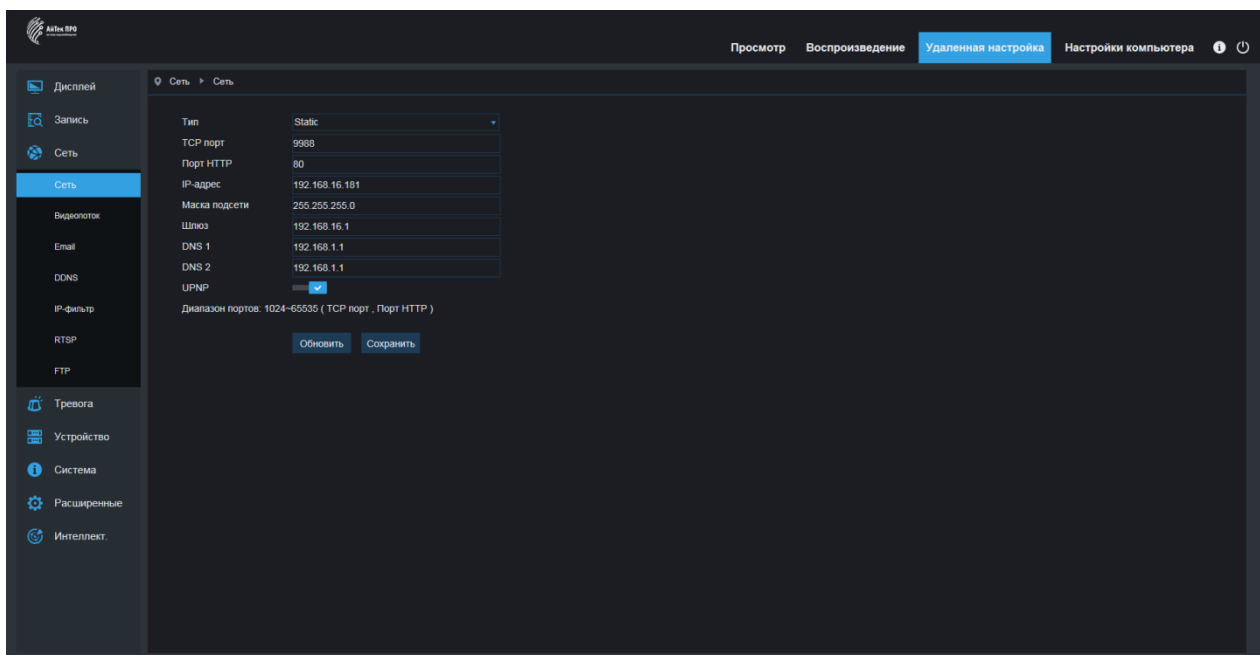 АйТек ПРО
Просмотр Воспроизведение Удаленная настройка Настройки компьютера
Дисплей
Запись
Сеть
Сеть
Видеопоток
Email
DDNS
IP-фильтр
RTSP
FTP
Тревога
Устройство
Система
Расширенные
Интеллект.
Сеть Сеть
Тип Static
TCP порт 9988
Порт HTTP 80
IP-адрес 192.168.16.181
Маска подсети 255.255.255.0
Шлюз 192.168.16.1
DNS 1 192.168.1.1
DNS 2 192.168.1.1
UPNP
Диапазон портов: 1024~65535 ( TCP порт , Порт HTTP )
Обновить Сохранить